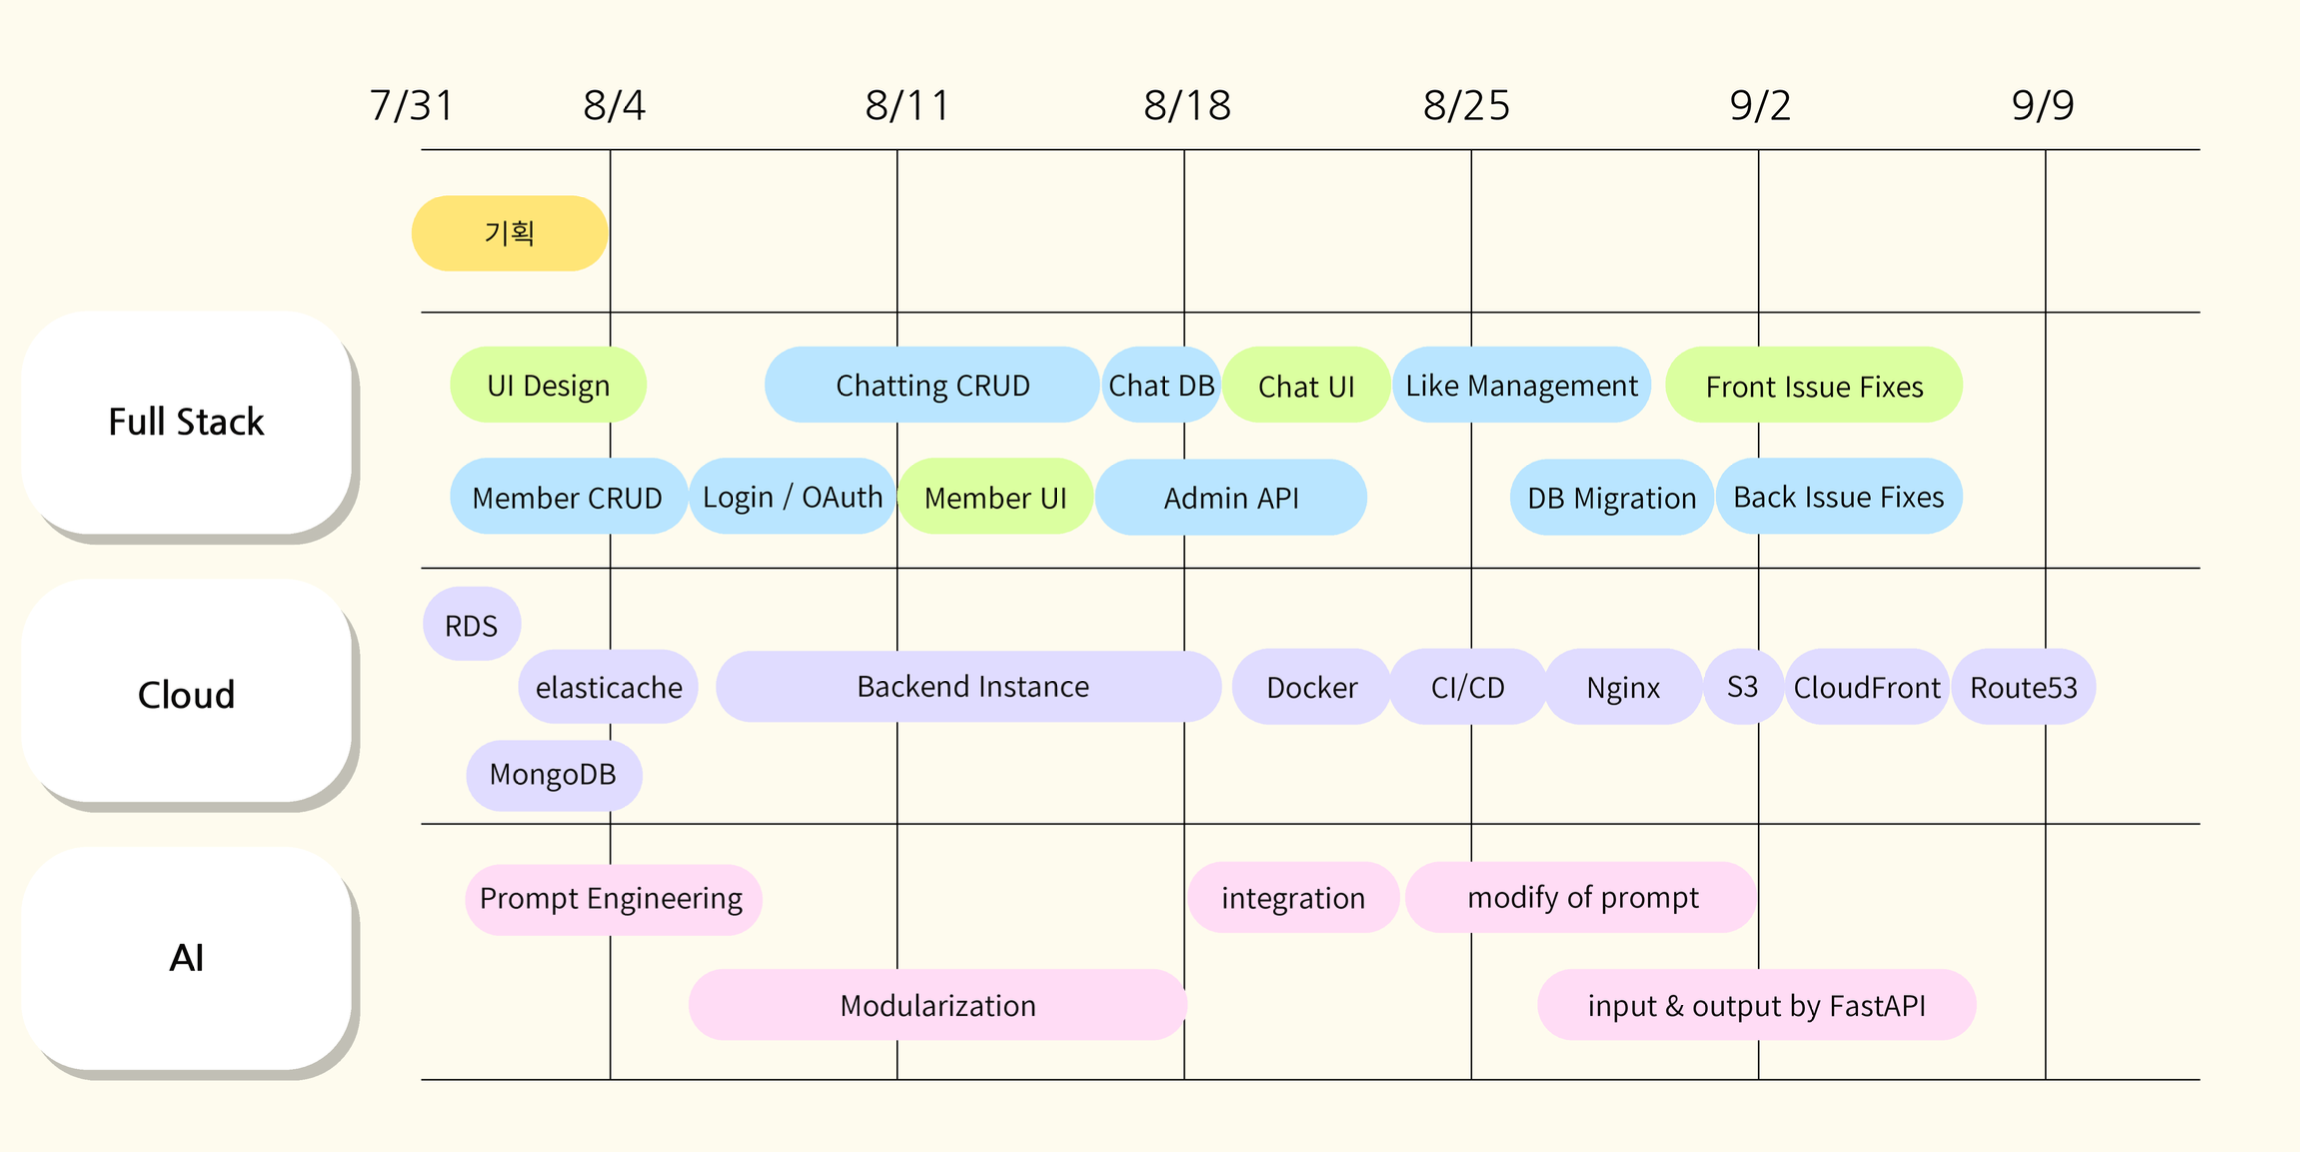 7/31 8/4 8/11 8/18 8/25 9/2 9/9
기획
Full Stack
UI Design Chatting CRUD Chat DB Chat UI Like Management Front Issue Fixes
Member CRUD Login / OAuth Member UI Admin API DB Migration Back Issue Fixes
Cloud
RDS
elasticache Backend Instance Docker CI/CD Nginx S3 CloudFront Route53
MongoDB
AI
Prompt Engineering integration modify of prompt
Modularization input & output by FastAPI